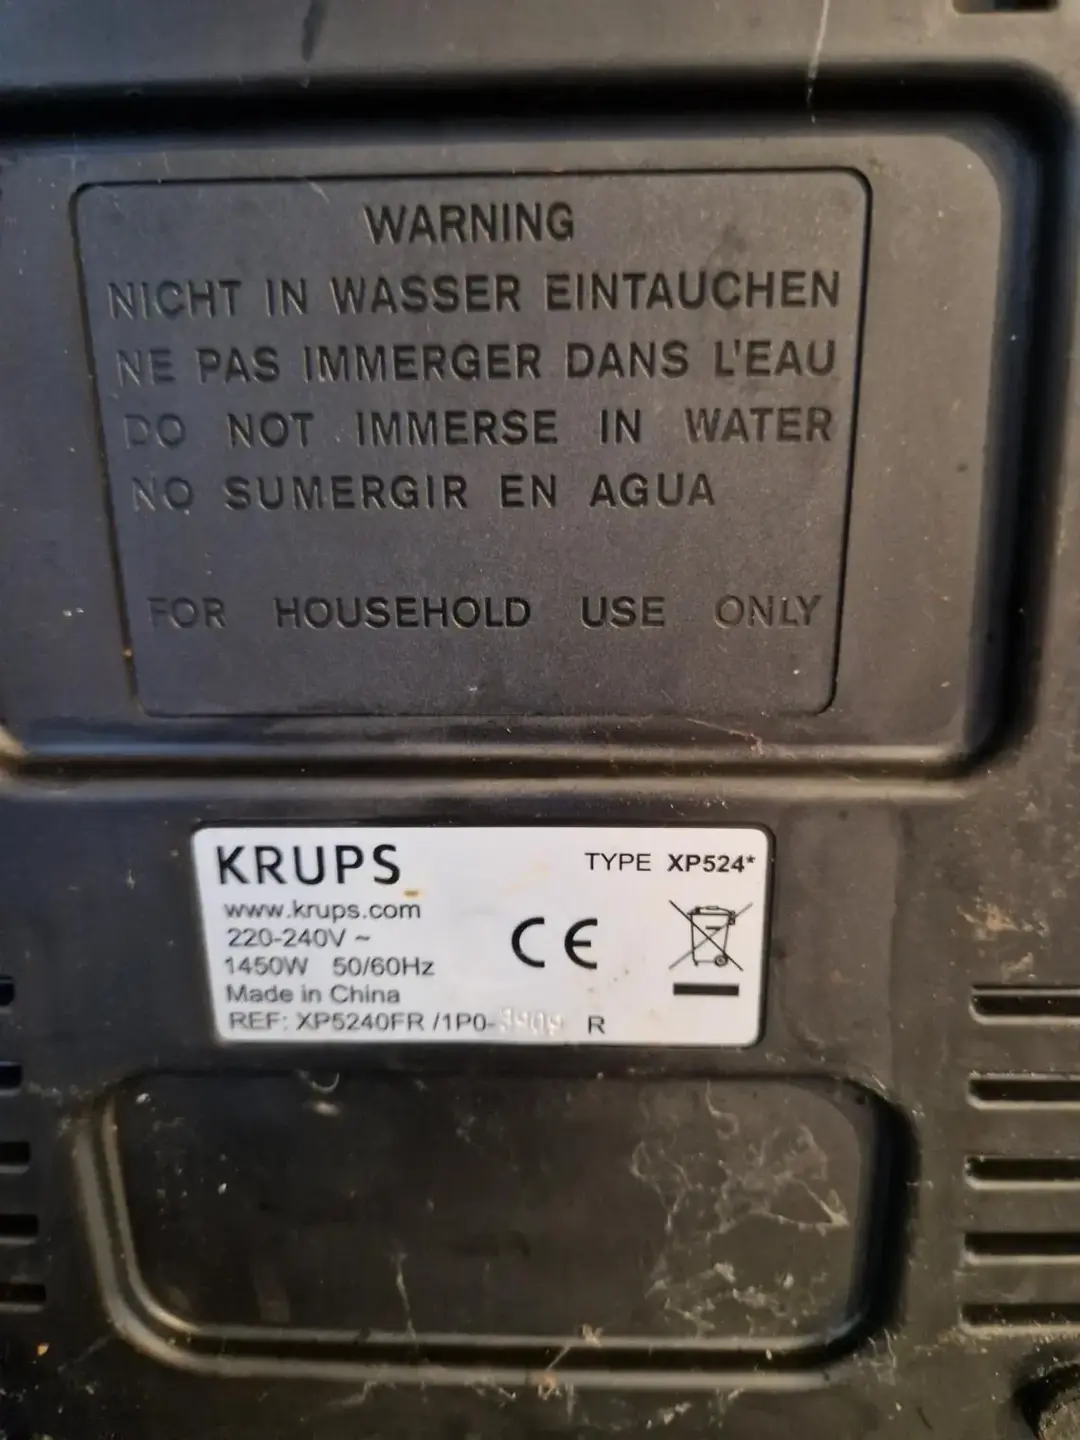 WARNING
NICHT IN WASSER EINTAUCHEN
NE PAS IMMERGER DANS L'EAU
DO NOT IMMERSE IN WATER
NO SUMERGIR EN AGUA
FOR HOUSEHOLD USE ONLY
KRUPS
TYPE XP524*
www.krups.com
220-240V ~
1450W 50/60Hz
CE
Made in China
REF: XP5240FR /1P0- R